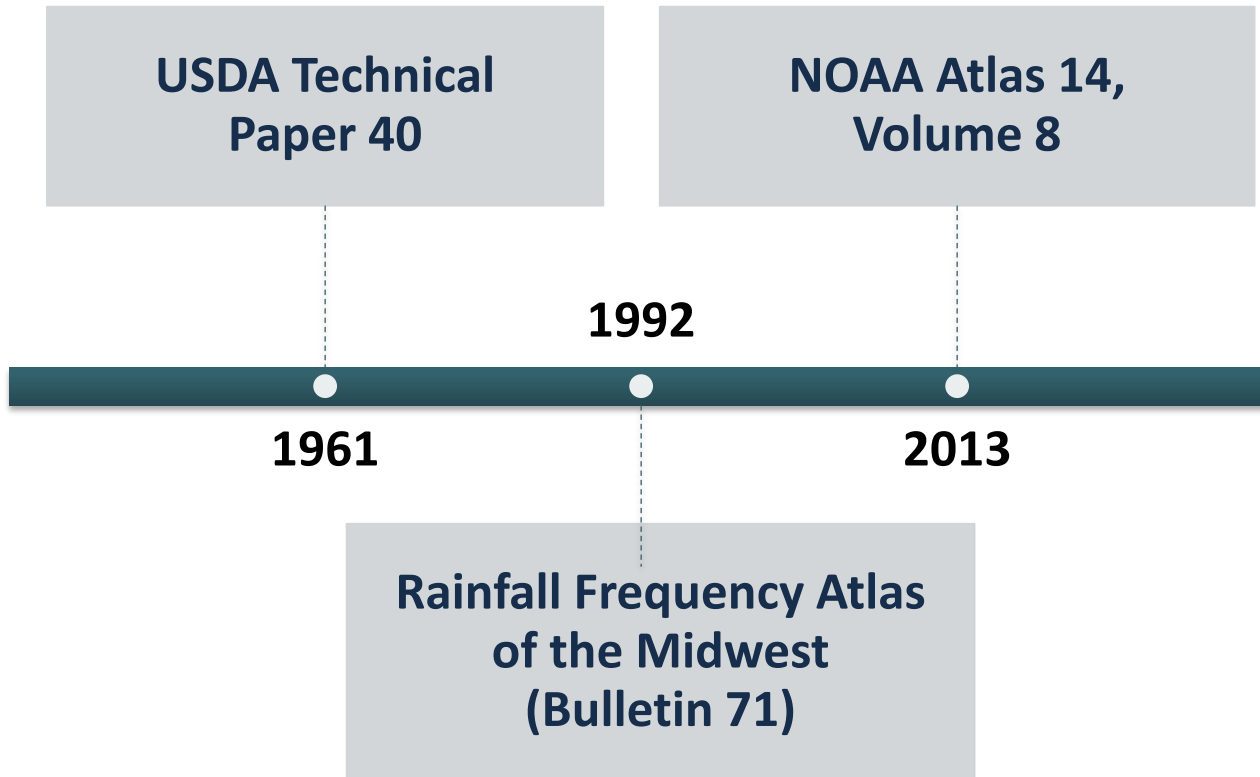 USDA Technical
Paper 40
NOAA Atlas 14,
Volume 8
1992
1961
2013
Rainfall Frequency Atlas
of the Midwest
(Bulletin 71)